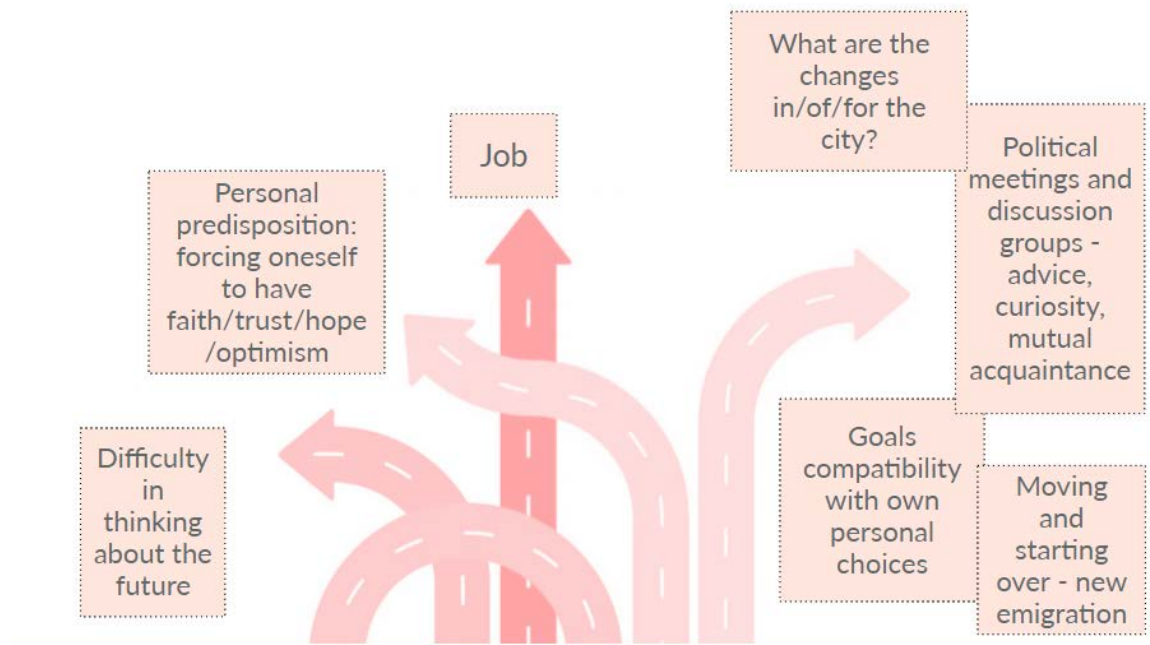 What are the
changes
in/of/for the
city?
Job
Political
meetings and
discussion
groups -
advice,
curiosity,
mutual
acquaintance
Personal
predisposition:
forcing oneself
to have
faith/trust/hope
/optimism
Goals
compatibility
with own
personal
choices
Difficulty
in
thinking
about the
future
Moving
and
starting
over - new
emigration